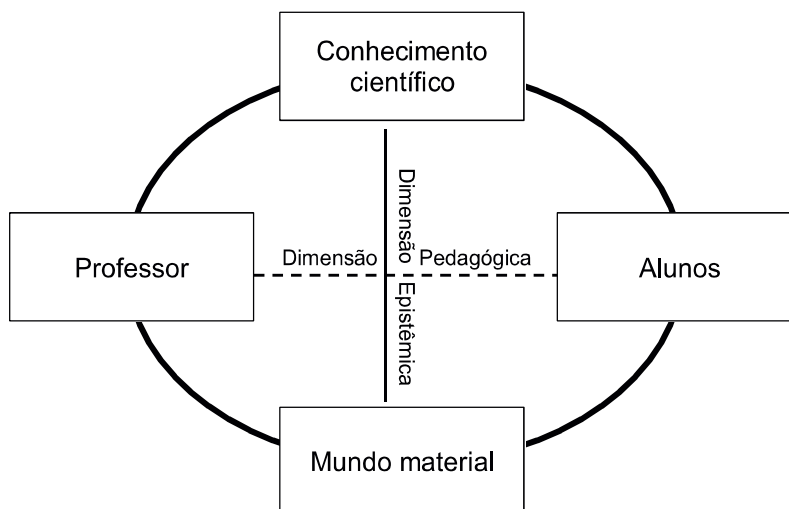 Conhecimento
científico
Professor
Dimensão Pedagógica
Dimensão Epistêmica
Alunos
Mundo material